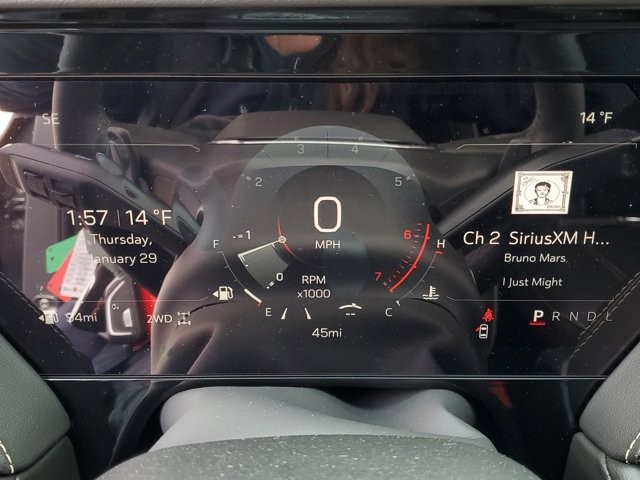 SE
14 °F
3 4
2 5
1:57 14 °F
Thursday,
January 29
0
MPH
F 1 6 H
0 7
RPM
x1000
E C
45mi
Ch 2 SiriusXM H...
Bruno Mars
I Just Might
94mi 2WD
P R N D L